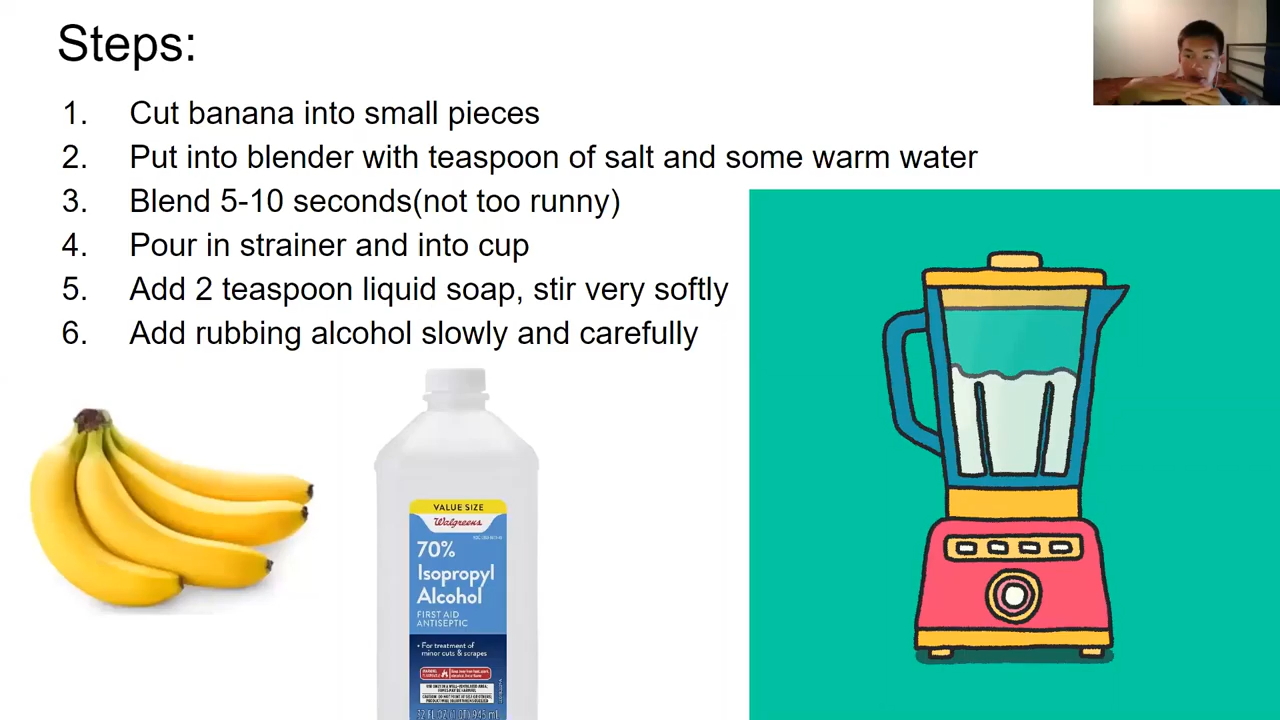 Steps:
1. Cut banana into small pieces
2. Put into blender with teaspoon of salt and some warm water
3. Blend 5-10 seconds(not too runny)
4. Pour in strainer and into cup
5. Add 2 teaspoon liquid soap, stir very softly
6. Add rubbing alcohol slowly and carefully
VALUE SIZE
Walgreens
70%
Isopropyl
Alcohol
FIRST AID
ANTISEPTIC
• For treatment of
minor cuts & scrapes